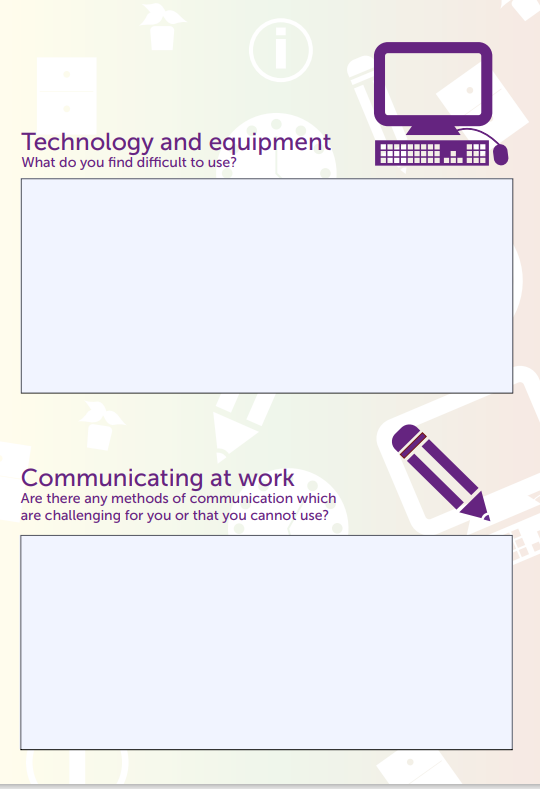 Technology and equipment
What do you find difficult to use?
Communicating at work
Are there any methods of communication which
are challenging for you or that you cannot use?